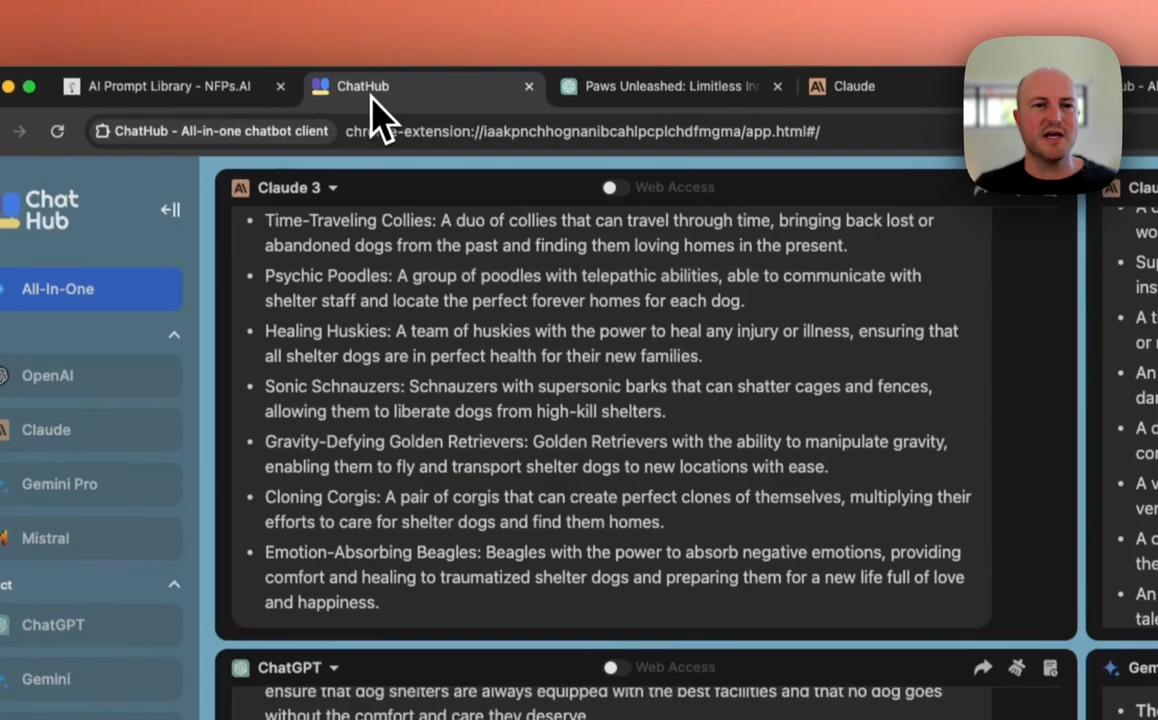 AI Prompt Library - NFPs.AI
ChatHub
Paws Unleashed: Limitless In
Claude
ChatHub - All-in-one chatbot client
-extension://iaakpnchhognanibcahlpcplchdfmgma/app.html#/
Chat
Hub
All-In-One
OpenAI
Claude
Gemini Pro
Mistral
ChatGPT
Gemini
Claude 3
Web Access
• Time-Traveling Collies: A duo of collies that can travel through time, bringing back lost or
abandoned dogs from the past and finding them loving homes in the present.
• Psychic Poodles: A group of poodles with telepathic abilities, able to communicate with
shelter staff and locate the perfect forever homes for each dog.
• Healing Huskies: A team of huskies with the power to heal any injury or illness, ensuring that
all shelter dogs are in perfect health for their new families.
• Sonic Schnauzers: Schnauzers with supersonic barks that can shatter cages and fences,
allowing them to liberate dogs from high-kill shelters.
• Gravity-Defying Golden Retrievers: Golden Retrievers with the ability to manipulate gravity,
enabling them to fly and transport shelter dogs to new locations with ease.
• Cloning Corgis: A pair of corgis that can create perfect clones of themselves, multiplying their
efforts to care for shelter dogs and find them homes.
• Emotion-Absorbing Beagles: Beagles with the power to absorb negative emotions, providing
comfort and healing to traumatized shelter dogs and preparing them for a new life full of love
and happiness.
ChatGPT
Web Access
ensure that dog shelters are always equipped with the best facilities and that no dog goes
without the comfort and care they deserve